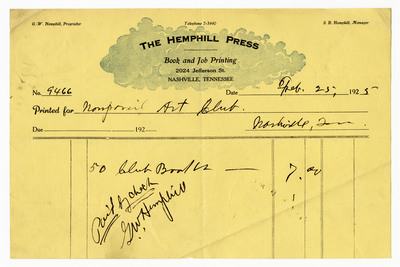 G. W. Hemphill, Proprietor Telephone 7-3440 S. B. Hemphill, Manager
THE HEMPHILL PRESS
Book and Job Printing
2024 Jefferson St.
NASHVILLE, TENNESSEE
No. 9466 Date Feb. 25, 1925
Printed for Nonpareil Art Club.
Due 192 Nashville, Tenn
50 Club Books — 7.00
Paid by check
G.W. Hemphill